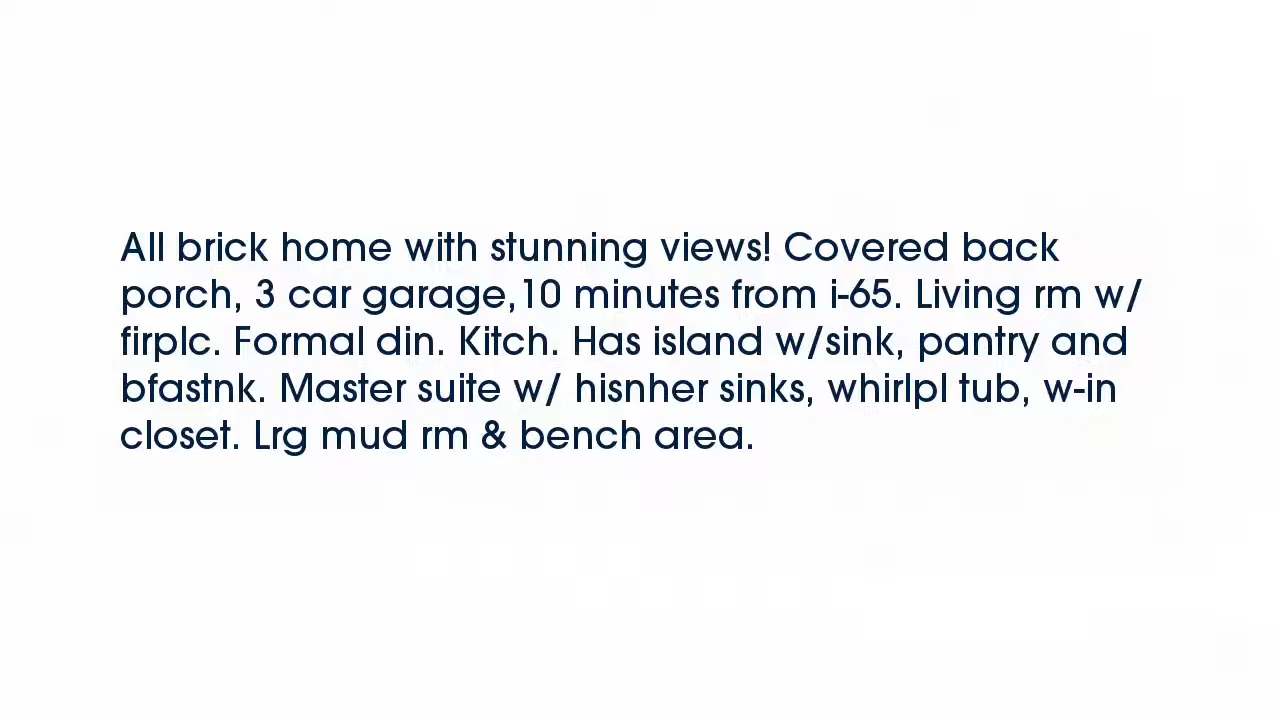 All brick home with stunning views! Covered back
porch, 3 car garage,10 minutes from i-65. Living rm w/
firplc. Formal din. Kitch. Has island w/sink, pantry and
bfastnk. Master suite w/ hisnher sinks, whirlpl tub, w-in
closet. Lrg mud rm & bench area.